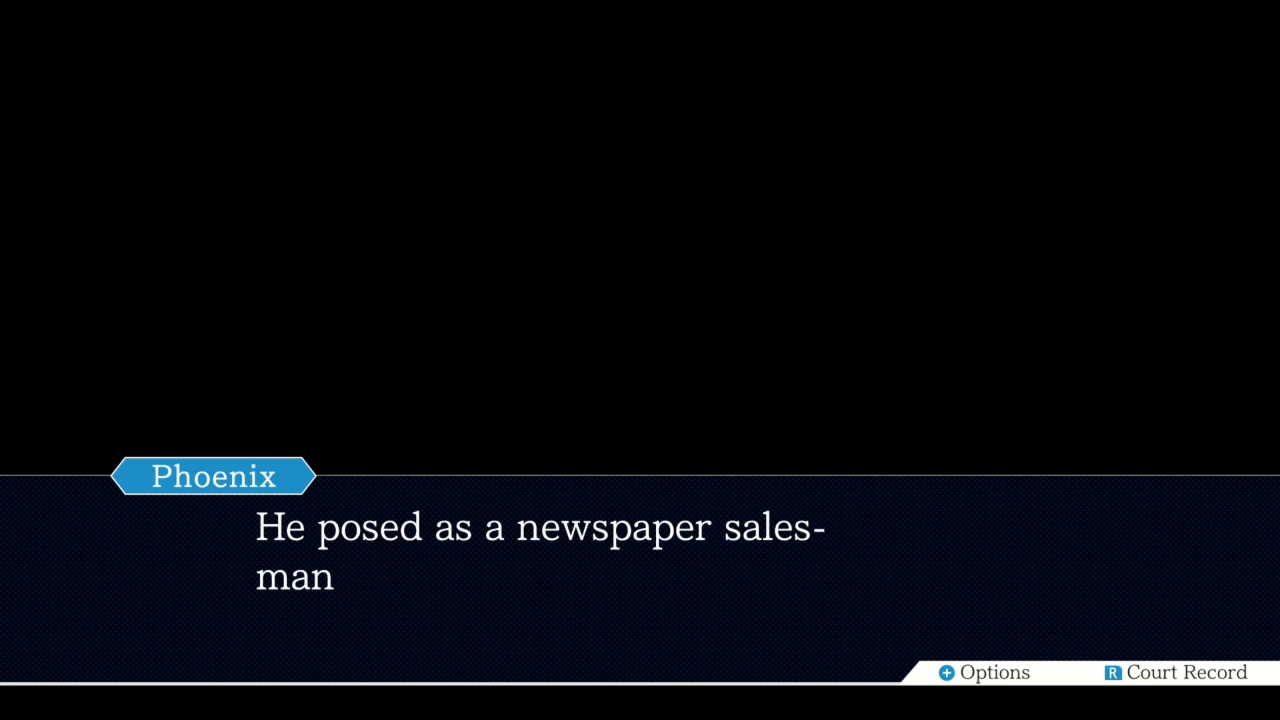 Phoenix
He posed as a newspaper sales-
man
Options
R Court Record